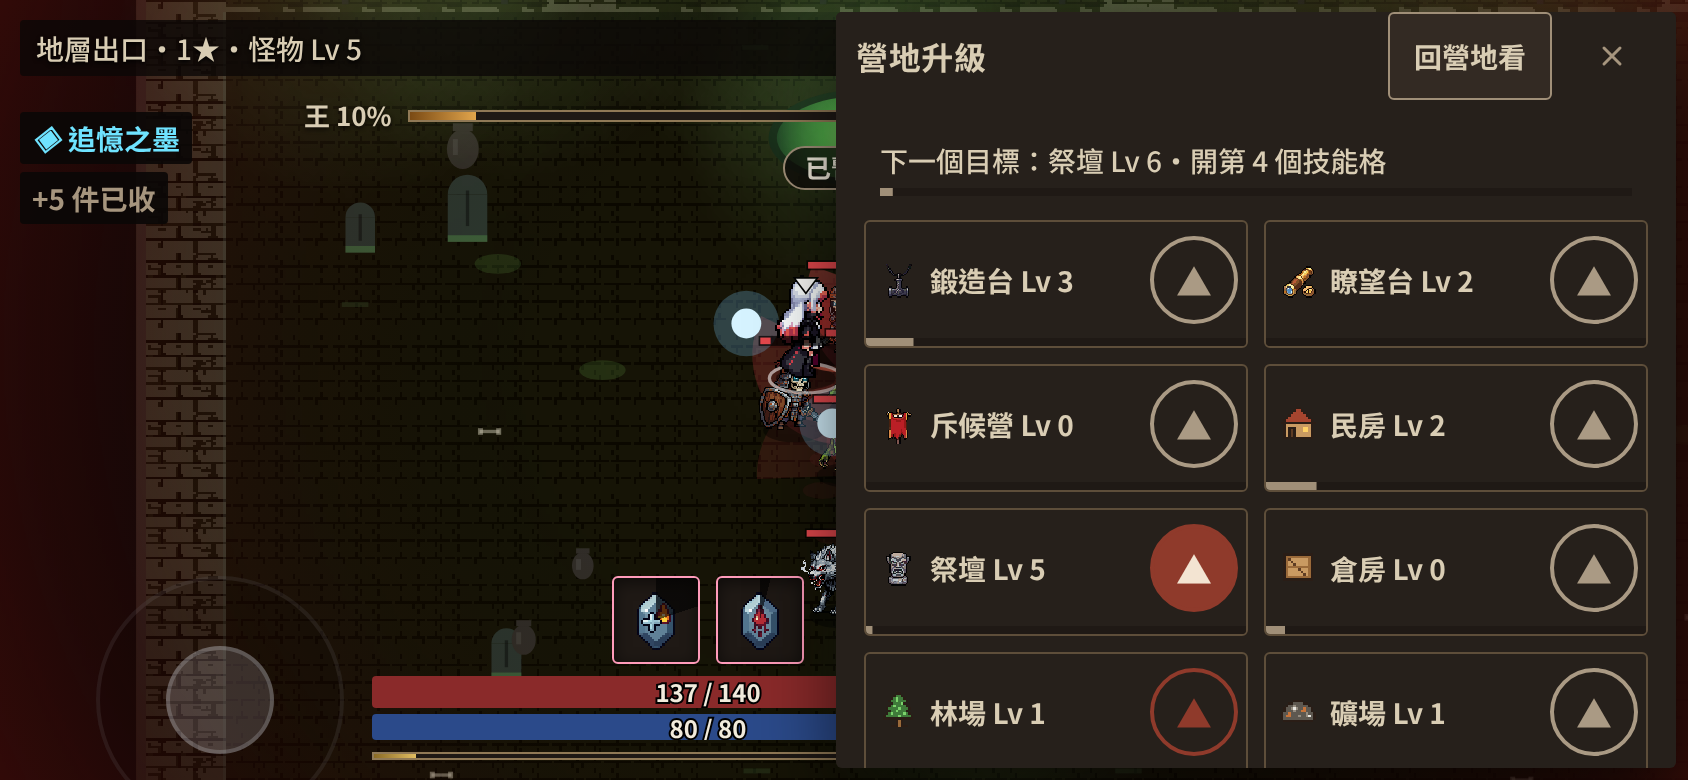 地層出口・1★・怪物 Lv 5
追憶之墨
+5 件已收
王 10%
已
137 / 140
80 / 80
營地升級
回營地看
×
下一個目標：祭壇 Lv 6・開第 4 個技能格
鍛造台 Lv 3
瞭望台 Lv 2
斥候營 Lv 0
民房 Lv 2
祭壇 Lv 5
倉房 Lv 0
林場 Lv 1
礦場 Lv 1